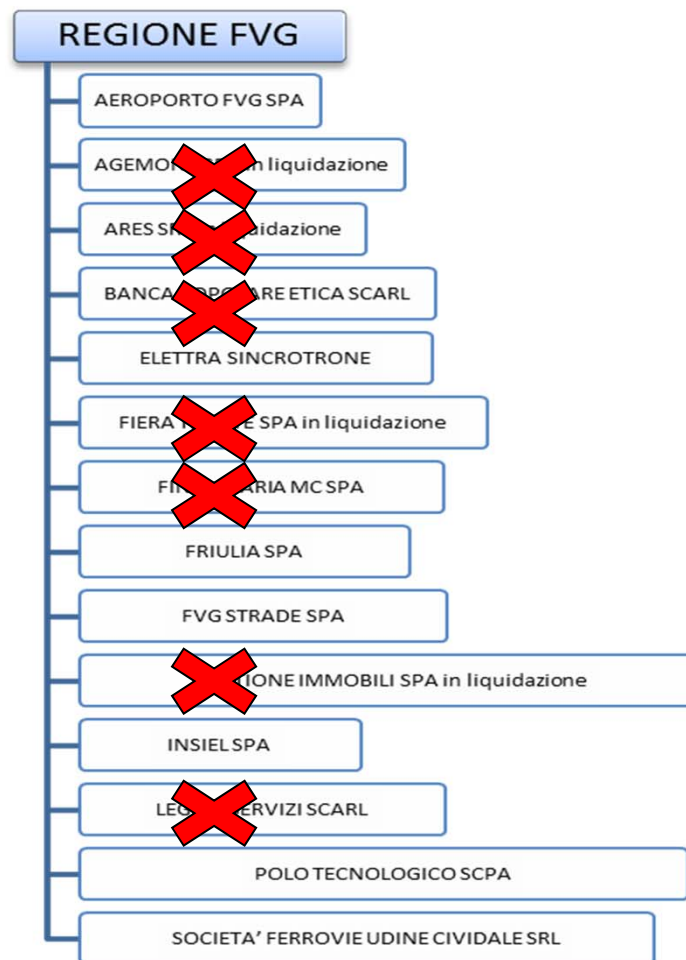 REGIONE FVG
AEROPORTO FVG SPA
in liquidazione
ARES
BANCA ETICA SCARL
ELETTRA SINCROTRONE
FIERA SPA in liquidazione
MC SPA
FRIULIA SPA
FVG STRADE SPA
IMMOBILI SPA in liquidazione
INSIEL SPA
SCARL
POLO TECNOLOGICO SCPA
SOCIETA’ FERROVIE UDINE CIVIDALE SRL